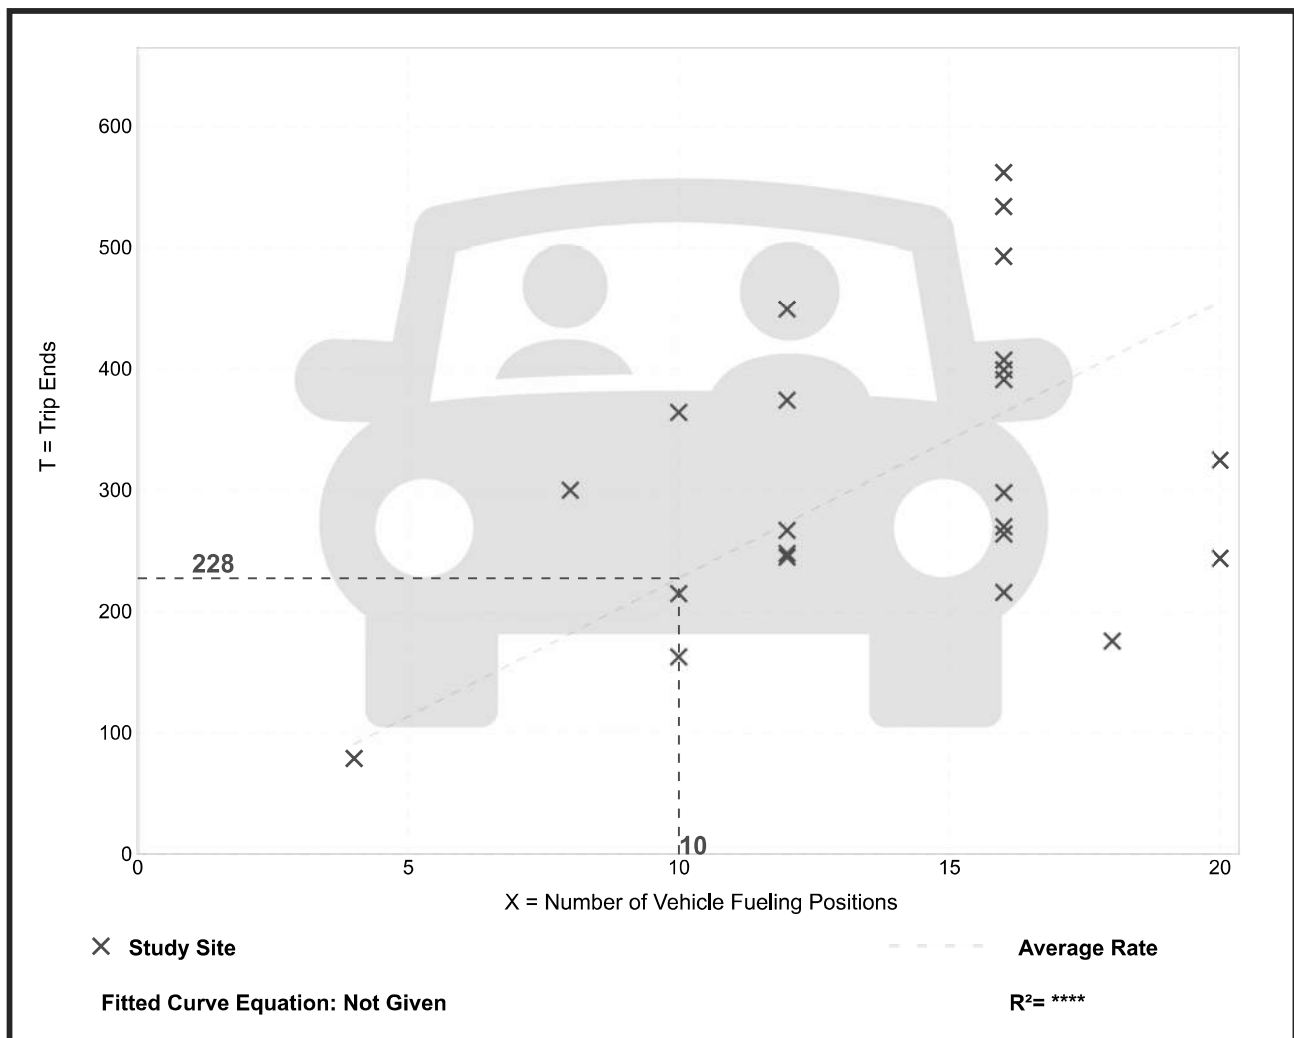 600
500
400
300
228
200
100
10
0
0 5 10 15 20
T = Trip Ends
X = Number of Vehicle Fueling Positions
Study Site Average Rate
Fitted Curve Equation: Not Given R²= ****